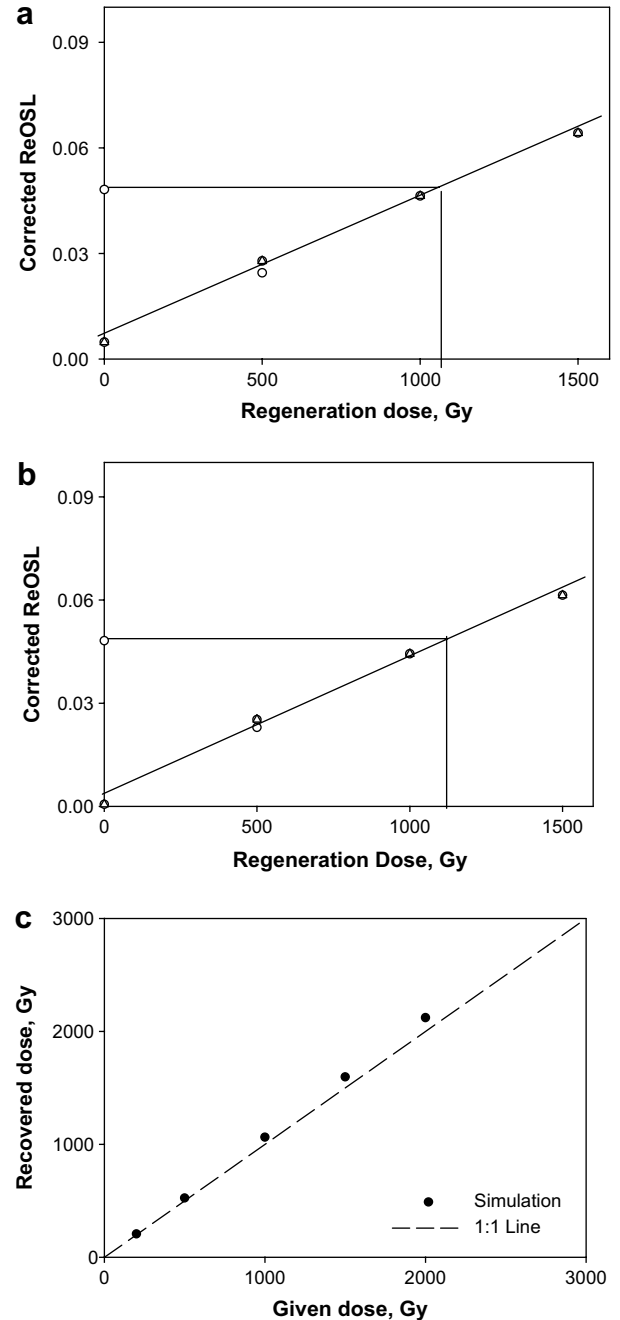 a
0.09
0.06
0.03
0.00
Corrected ReOSL
0 500 1000 1500
Regeneration dose, Gy
b
0.09
0.06
0.03
0.00
Corrected ReOSL
0 500 1000 1500
Regeneration Dose, Gy
c
3000
2000
1000
0
Recovered dose, Gy
Simulation
1:1 Line
0 1000 2000 3000
Given dose, Gy